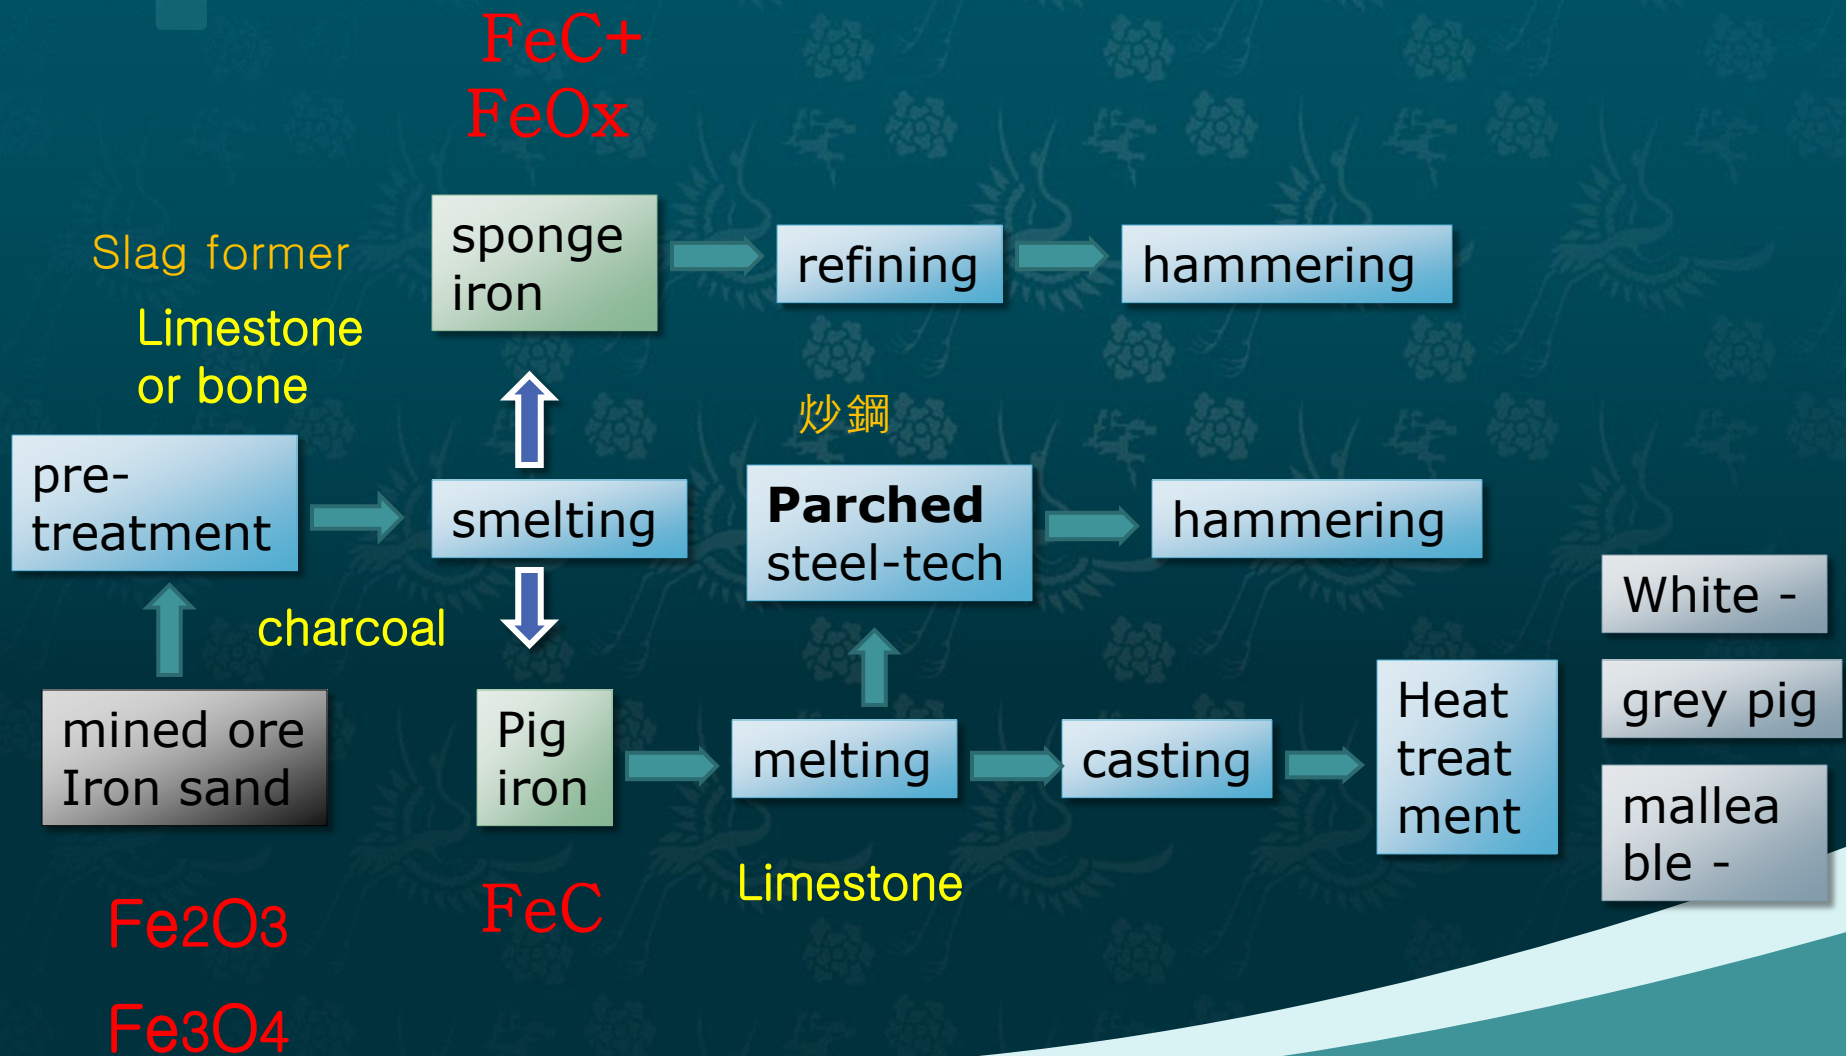 FeC+
FeOx
Slag former
Limestone
or bone
sponge
iron
refining
hammering
炒鋼
pre-
treatment
smelting
Parched
steel-tech
hammering
charcoal
mined ore
Iron sand
Pig
iron
melting
casting
Heat
treat
ment
White -
grey pig
mallea
ble -
Limestone
Fe2O3
Fe3O4
FeC